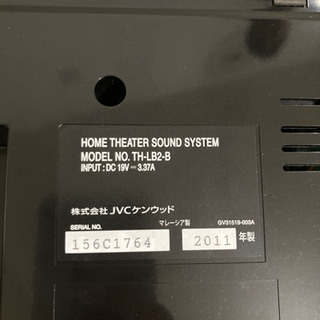 HOME THEATER SOUND SYSTEM
MODEL NO. TH-LB2-B
INPUT : DC 19V ⎓ 3.37A
株式会社 JVCケンウッド
マレーシア製 GV31519-003A
SERIAL NO.
156C1764 2011 年製